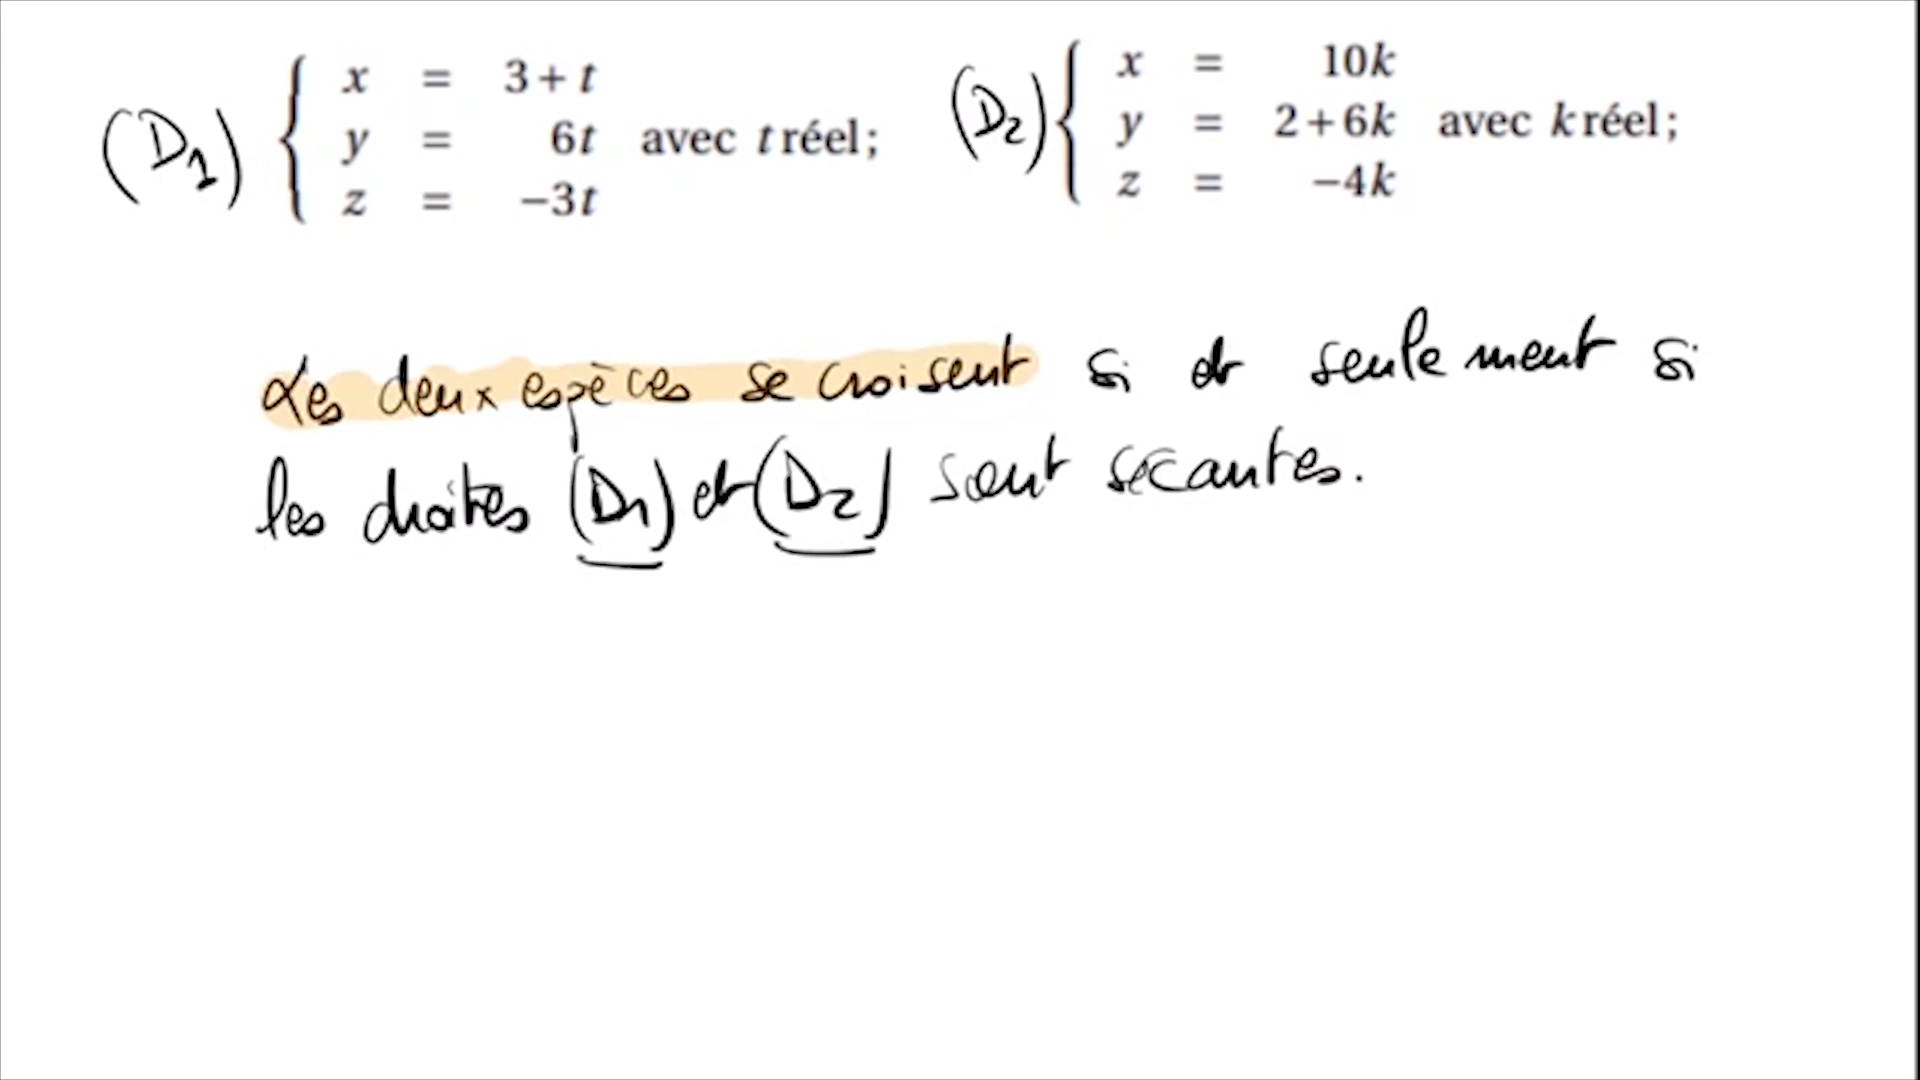 (D1) { x = 3+t
y = 6t avec t réel;
z = −3t
(D2) { x = 10k
y = 2+6k avec k réel;
z = −4k
Les deux espèces se croisent si et seulement si
les droites (D1) et (D2) sont sécantes.